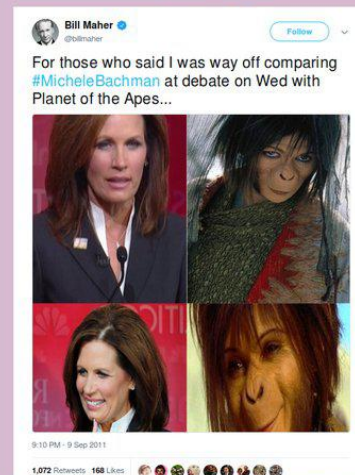 Bill Maher
@billmaher
Follow
For those who said I was way off comparing
#MicheleBachman at debate on Wed with
Planet of the Apes...
9:10 PM - 9 Sep 2011
1,072 Retweets 168 Likes